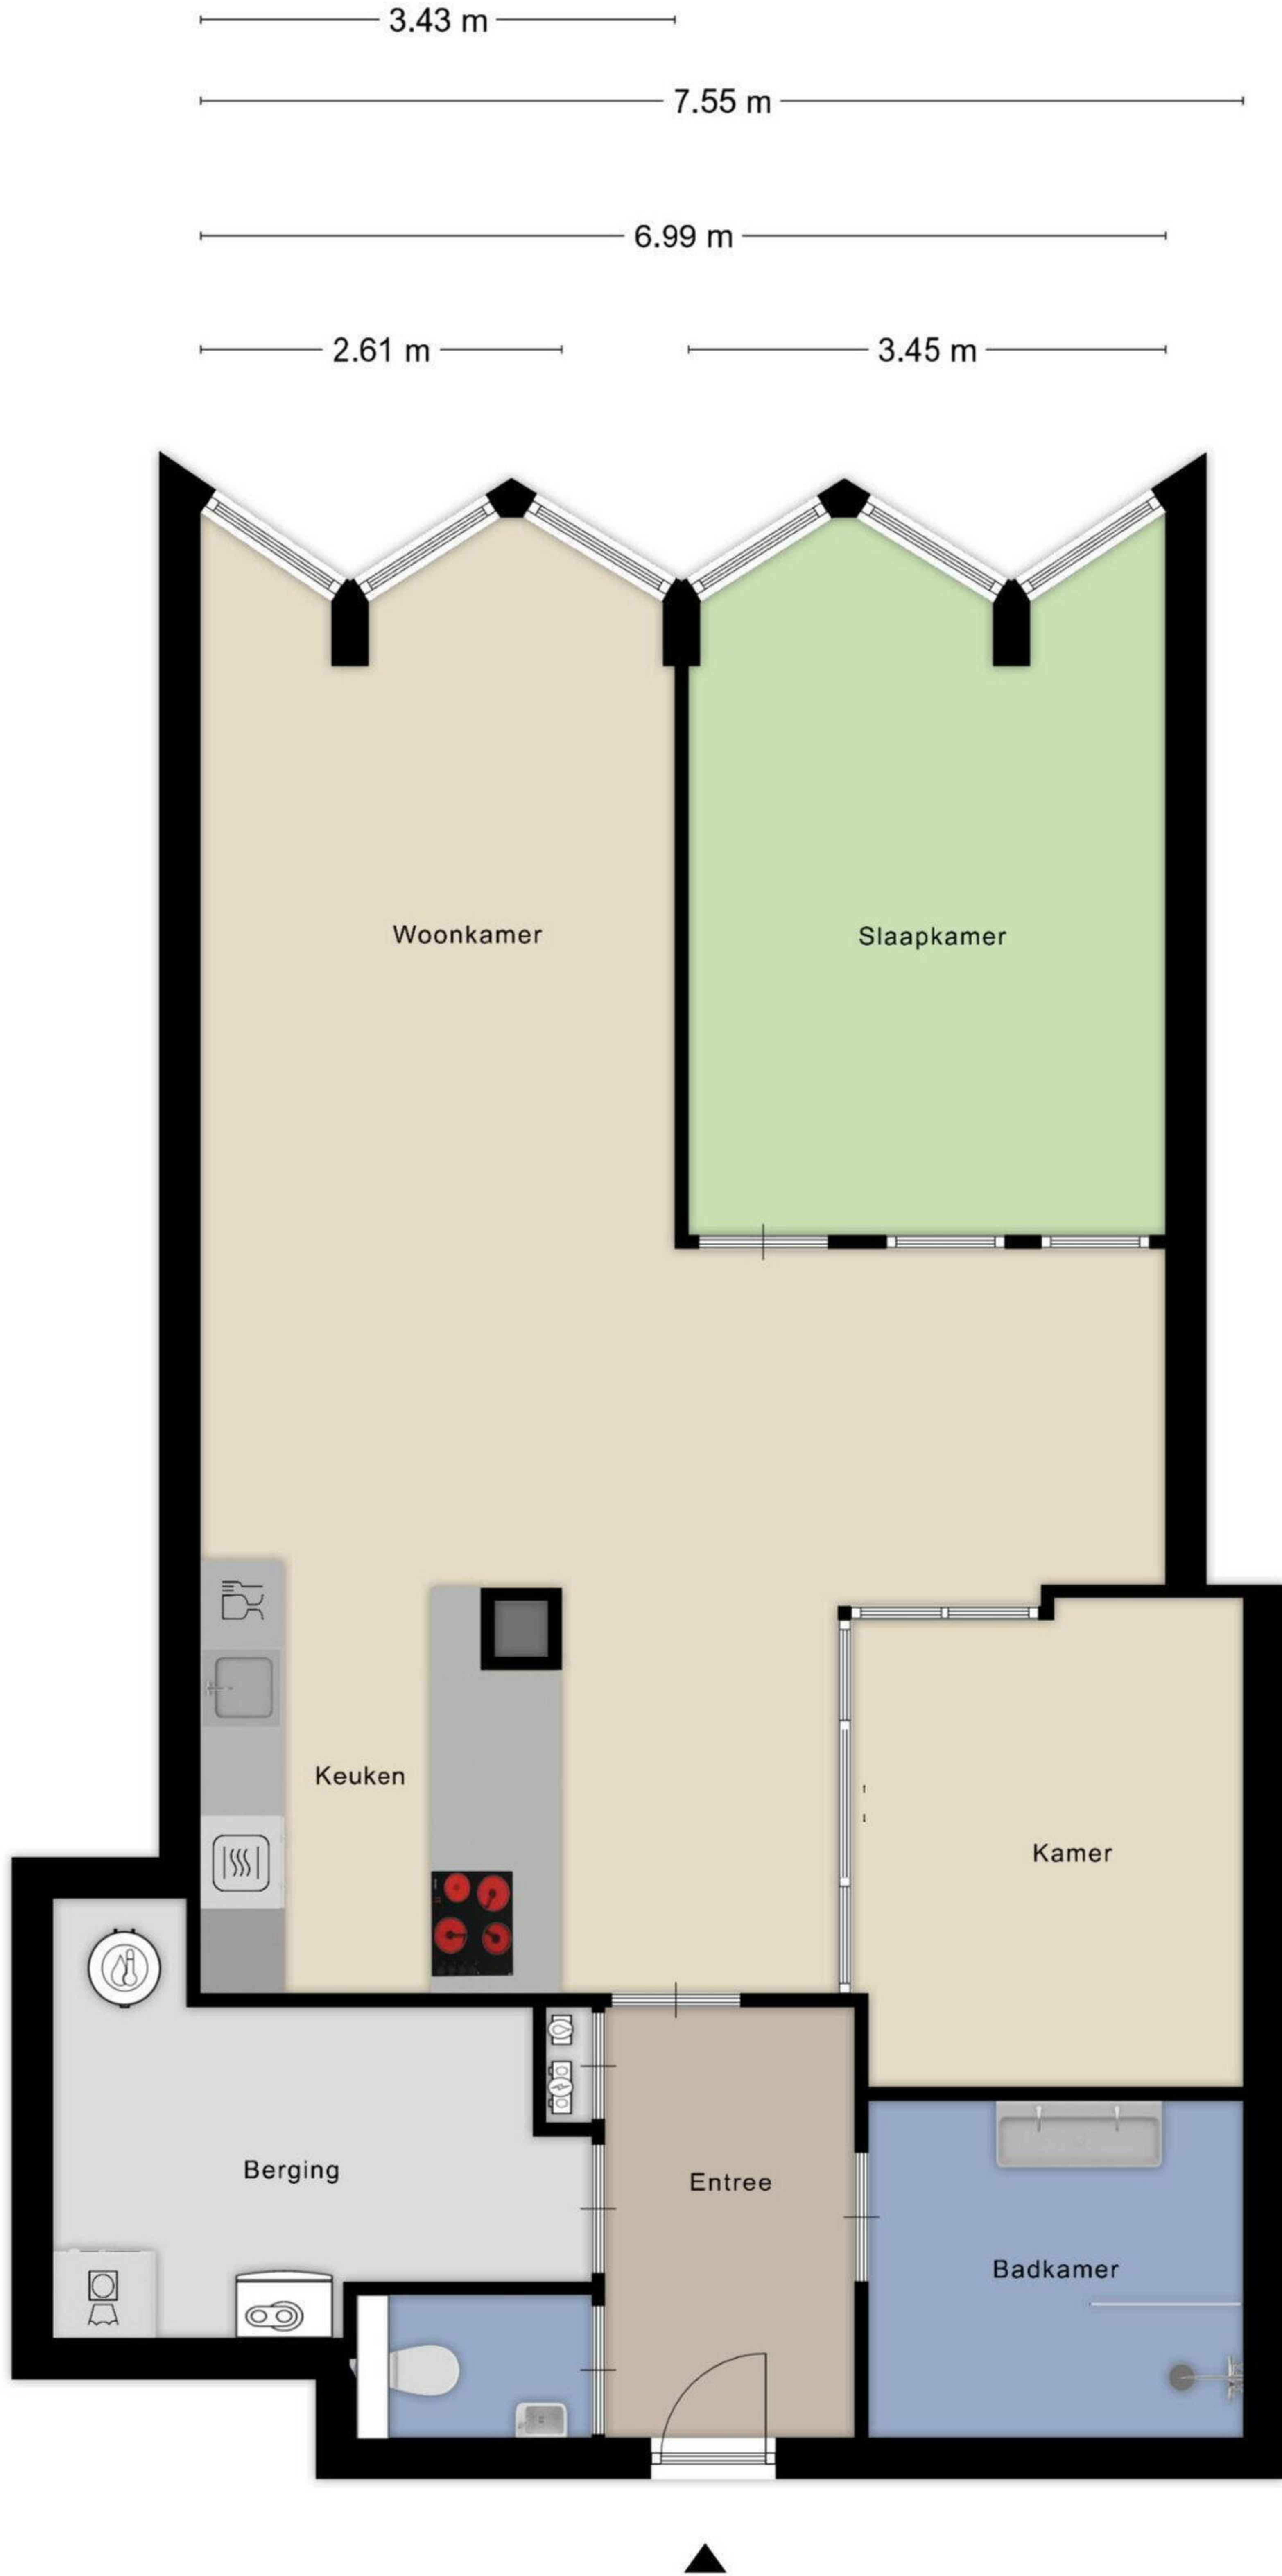 3.43 m
7.55 m
6.99 m
2.61 m
3.45 m
Woonkamer
Slaapkamer
Keuken
Kamer
Berging
Entree
Badkamer